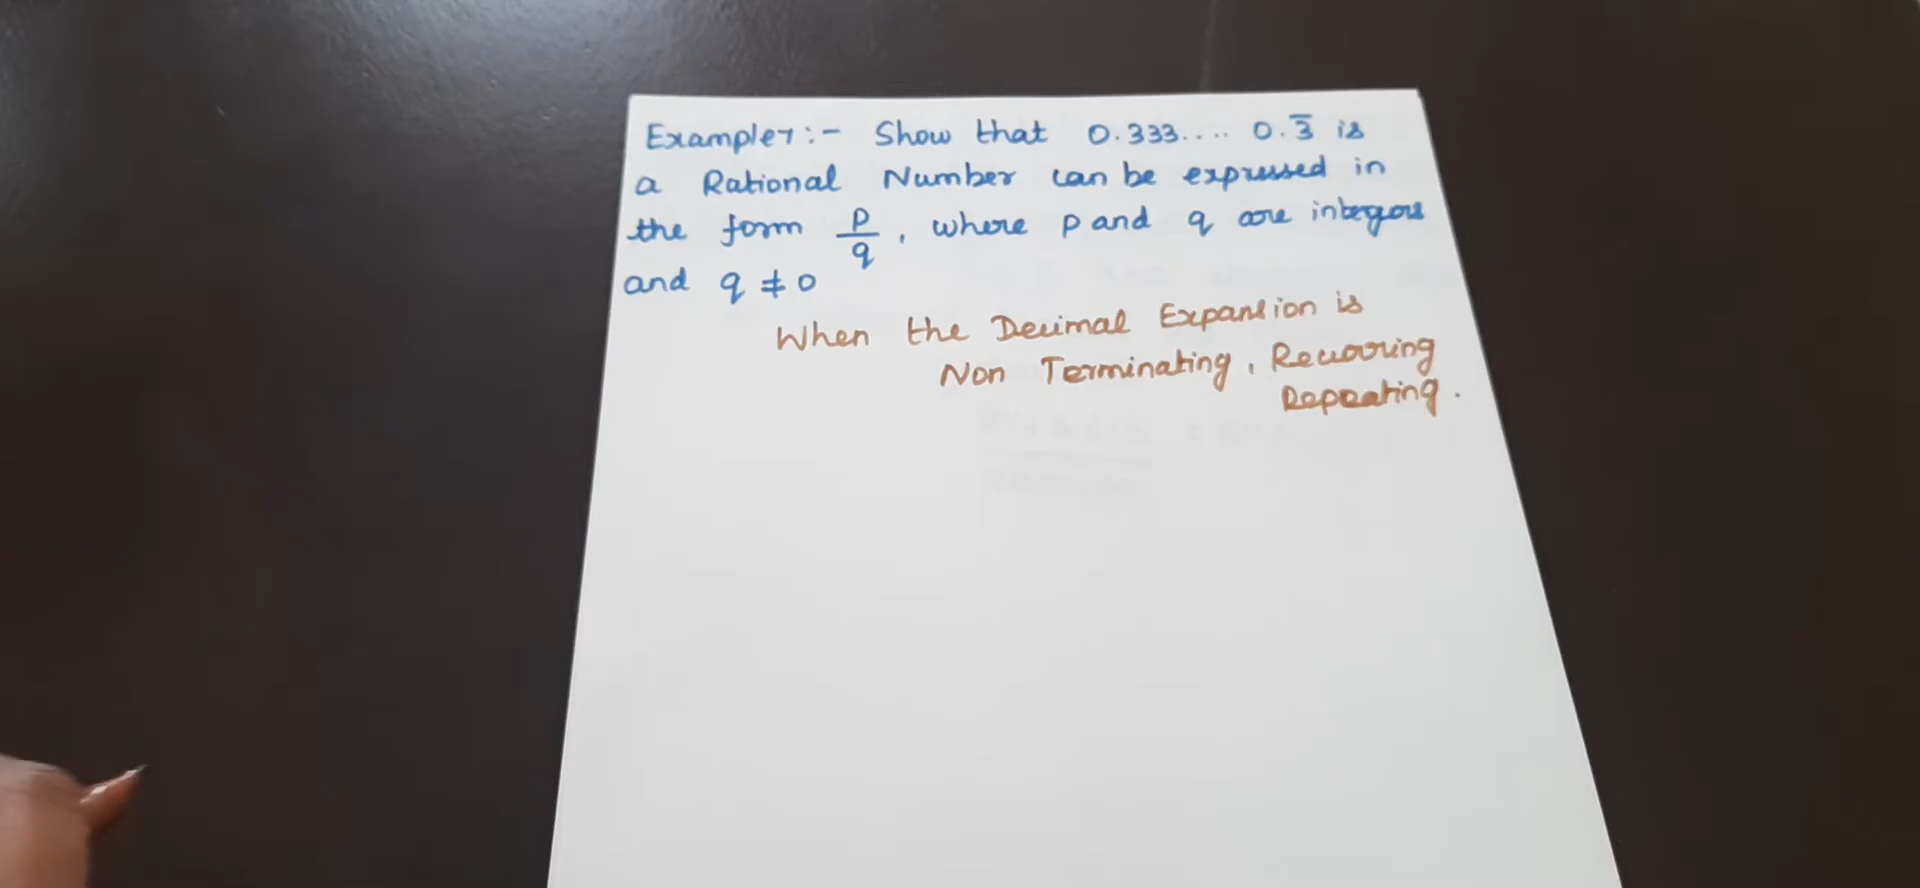 Example:- Show that 0.333.... 0.3̅ is
a Rational Number can be expressed in
the form p/q, where p and q are integers
and q ≠ 0
When the Decimal Expansion is
Non Terminating, Recurring
Repeating.